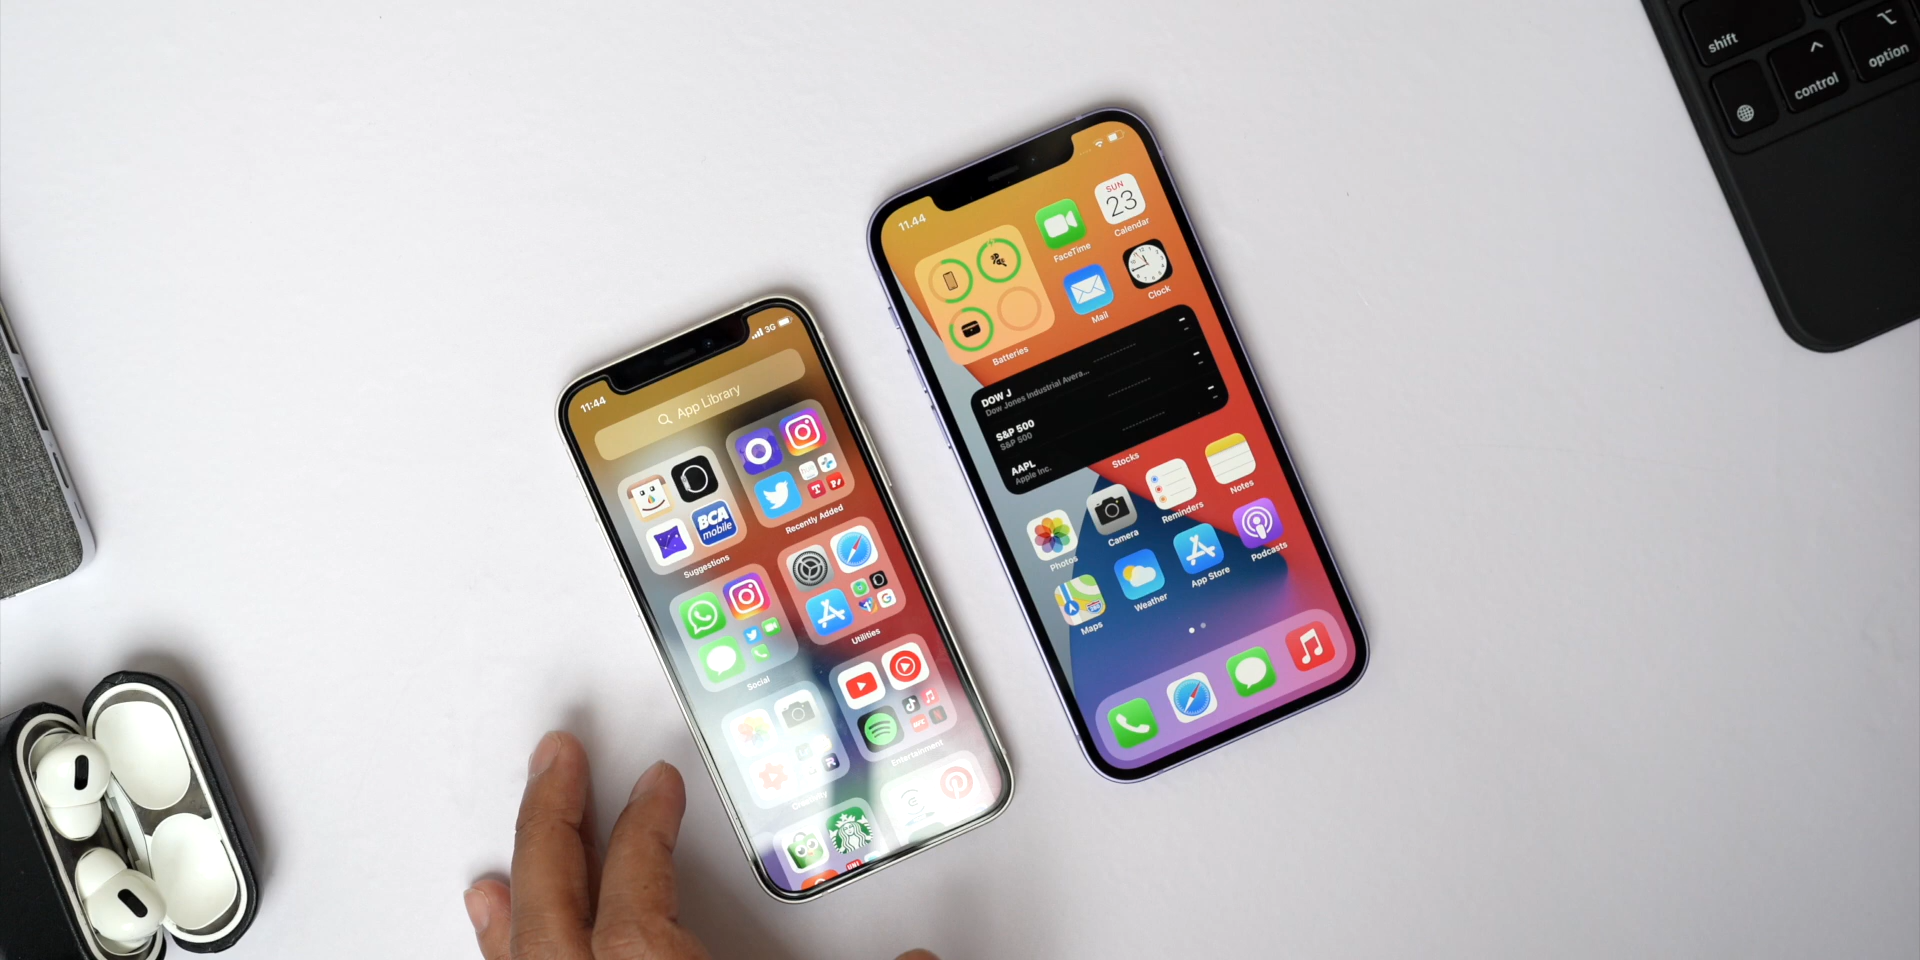 11:44
3G
App Library
BCA
mobile
Suggestions
Recently Added
Social
Utilities
Creativity
Entertainment
11.44
Batteries
FaceTime
SUN
23
Calendar
Mail
Clock
DOW J
Dow Jones Industrial Avera...
S&P 500
S&P 500
AAPL
Apple Inc.
Stocks
Photos
Camera
Reminders
Notes
Maps
Weather
App Store
Podcasts
shift
control
option